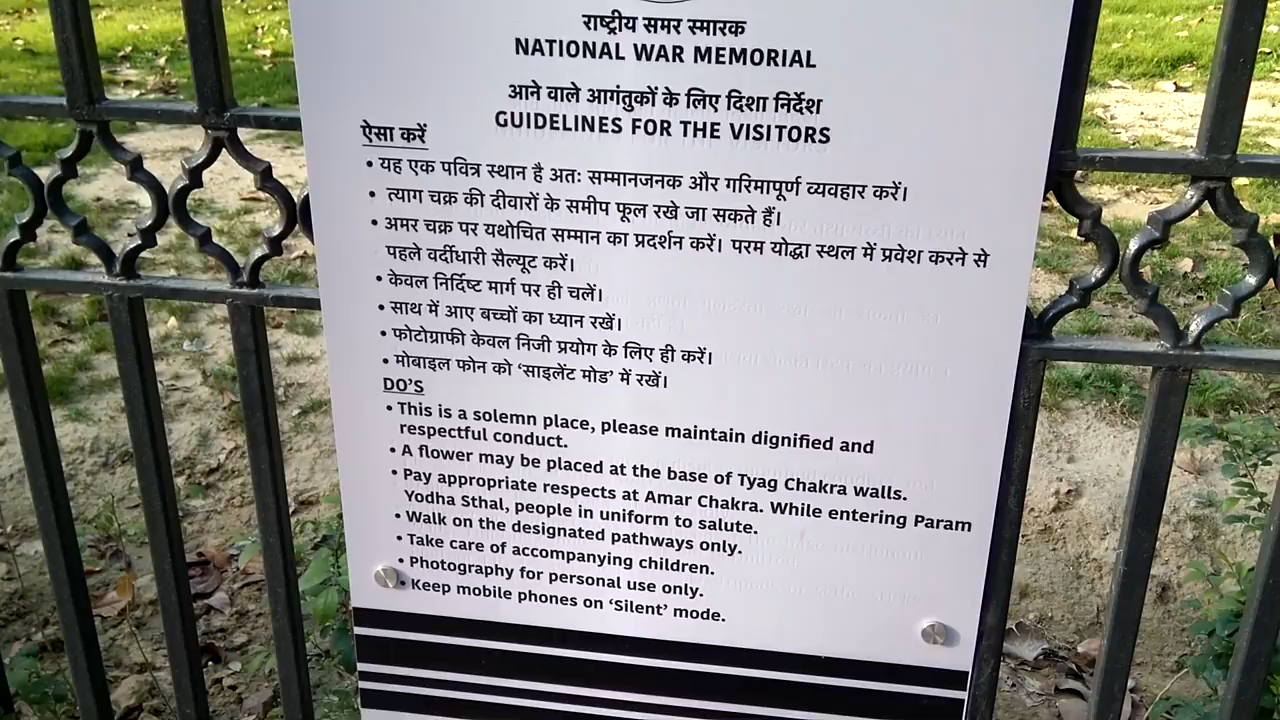 राष्ट्रीय समर स्मारक
NATIONAL WAR MEMORIAL
आने वाले आगंतुकों के लिए दिशा निर्देश
GUIDELINES FOR THE VISITORS
ऐसा करें
• यह एक पवित्र स्थान है अतः सम्मानजनक और गरिमापूर्ण व्यवहार करें।
• त्याग चक्र की दीवारों के समीप फूल रखे जा सकते हैं।
• अमर चक्र पर यथोचित सम्मान का प्रदर्शन करें। परम योद्धा स्थल में प्रवेश करने से
पहले वर्दीधारी सैल्यूट करें।
• केवल निर्दिष्ट मार्ग पर ही चलें।
• साथ में आए बच्चों का ध्यान रखें।
• फोटोग्राफी केवल निजी प्रयोग के लिए ही करें।
• मोबाइल फोन को ‘साइलेंट मोड’ में रखें।
DO’S
• This is a solemn place, please maintain dignified and
respectful conduct.
• A flower may be placed at the base of Tyag Chakra walls.
• Pay appropriate respects at Amar Chakra. While entering Param
Yodha Sthal, people in uniform to salute.
• Walk on the designated pathways only.
• Take care of accompanying children.
• Photography for personal use only.
• Keep mobile phones on ‘Silent’ mode.